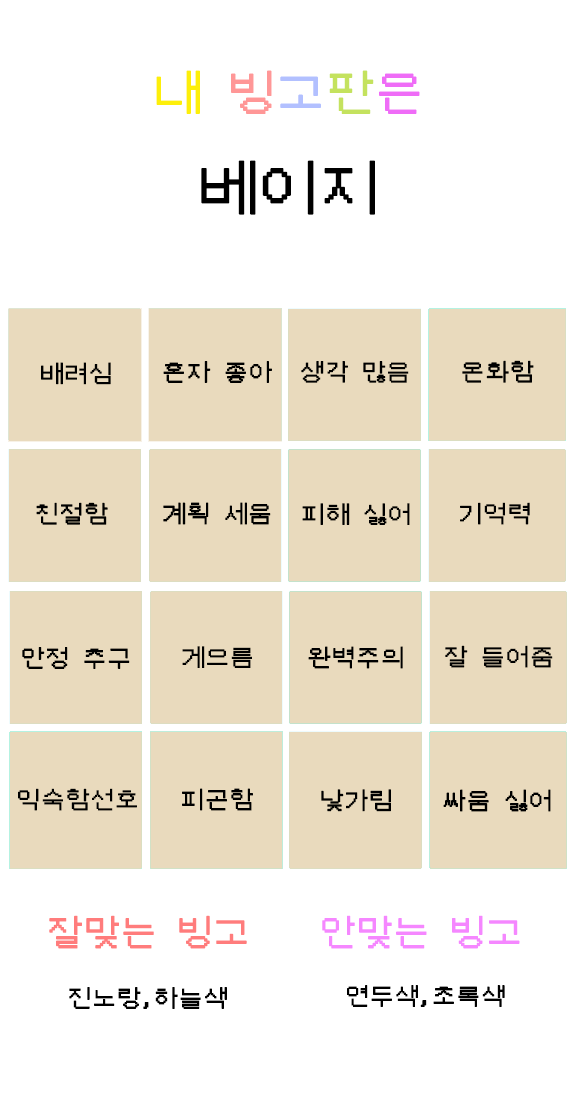 내 빙고판은
베이지
배려심 혼자 좋아 생각 많음 온화함
친절함 계획 세움 피해 싫어 기억력
안정 추구 게으름 완벽주의 잘 들어줌
익숙함선호 피곤함 낯가림 싸움 싫어
잘맞는 빙고 안맞는 빙고
진노랑,하늘색 연두색,초록색